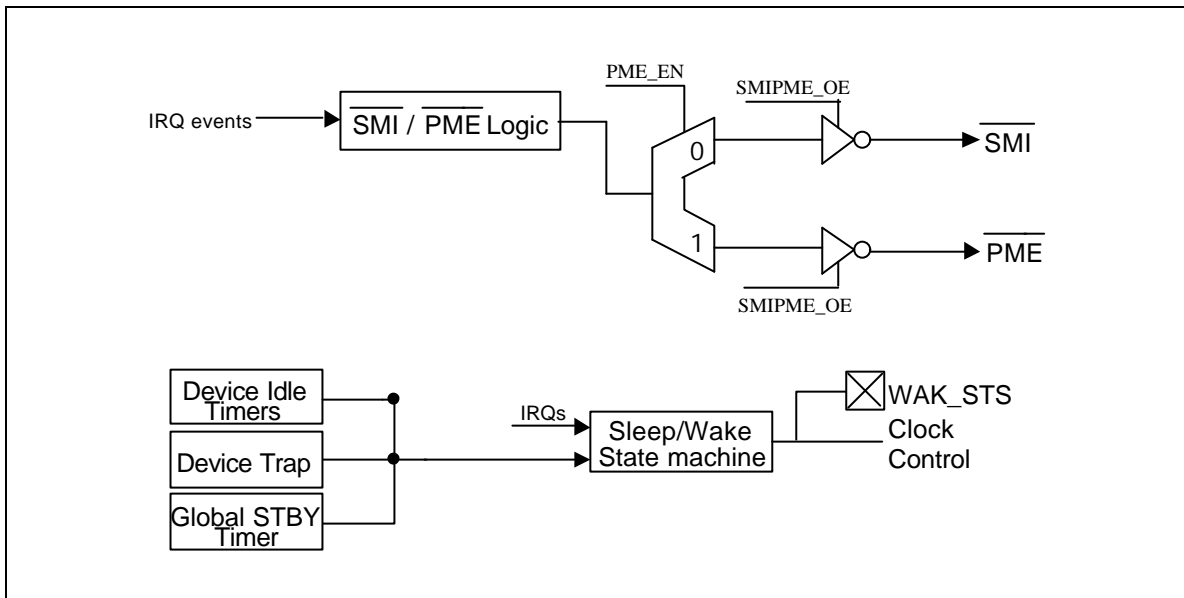 PME_EN
SMIPME_OE
IRQ events
SMI / PME Logic
0
SMI
1
PME
SMIPME_OE
Device Idle
Timers
Device Trap
Global STBY
Timer
IRQs
Sleep/Wake
State machine
WAK_STS
Clock
Control